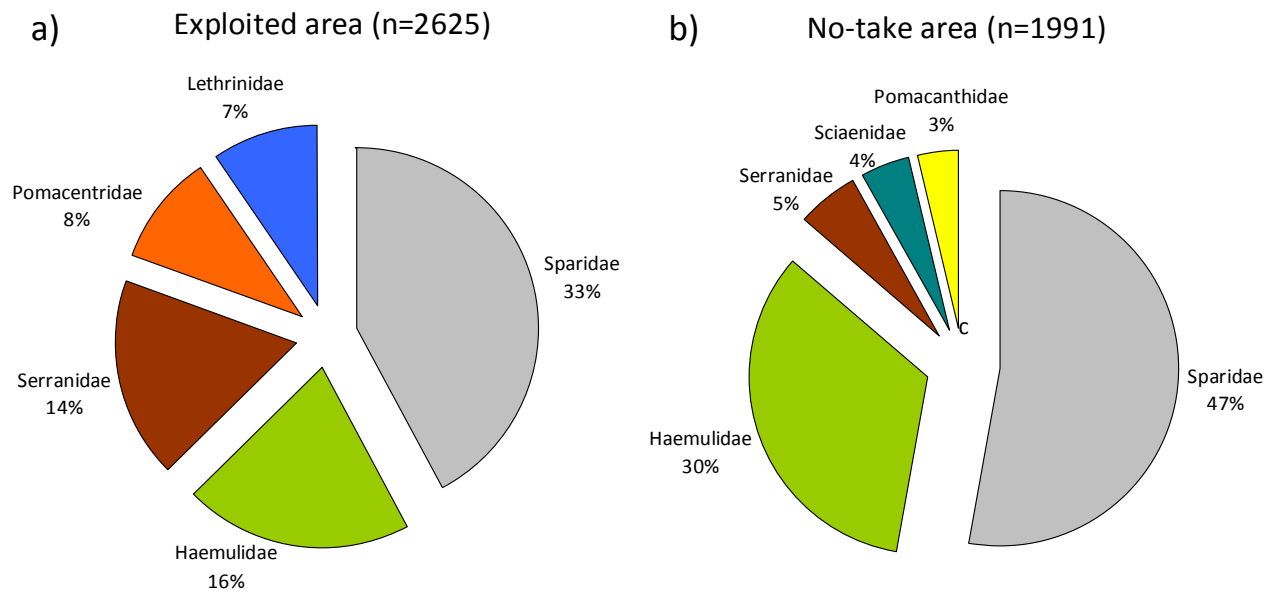 a)
Exploited area (n=2625)
Lethrinidae
7%
Pomacentridae
8%
Sparidae
33%
Serranidae
14%
Haemulidae
16%
b)
No-take area (n=1991)
Pomacanthidae
3%
Sciaenidae
4%
Serranidae
5%
c
Sparidae
47%
Haemulidae
30%